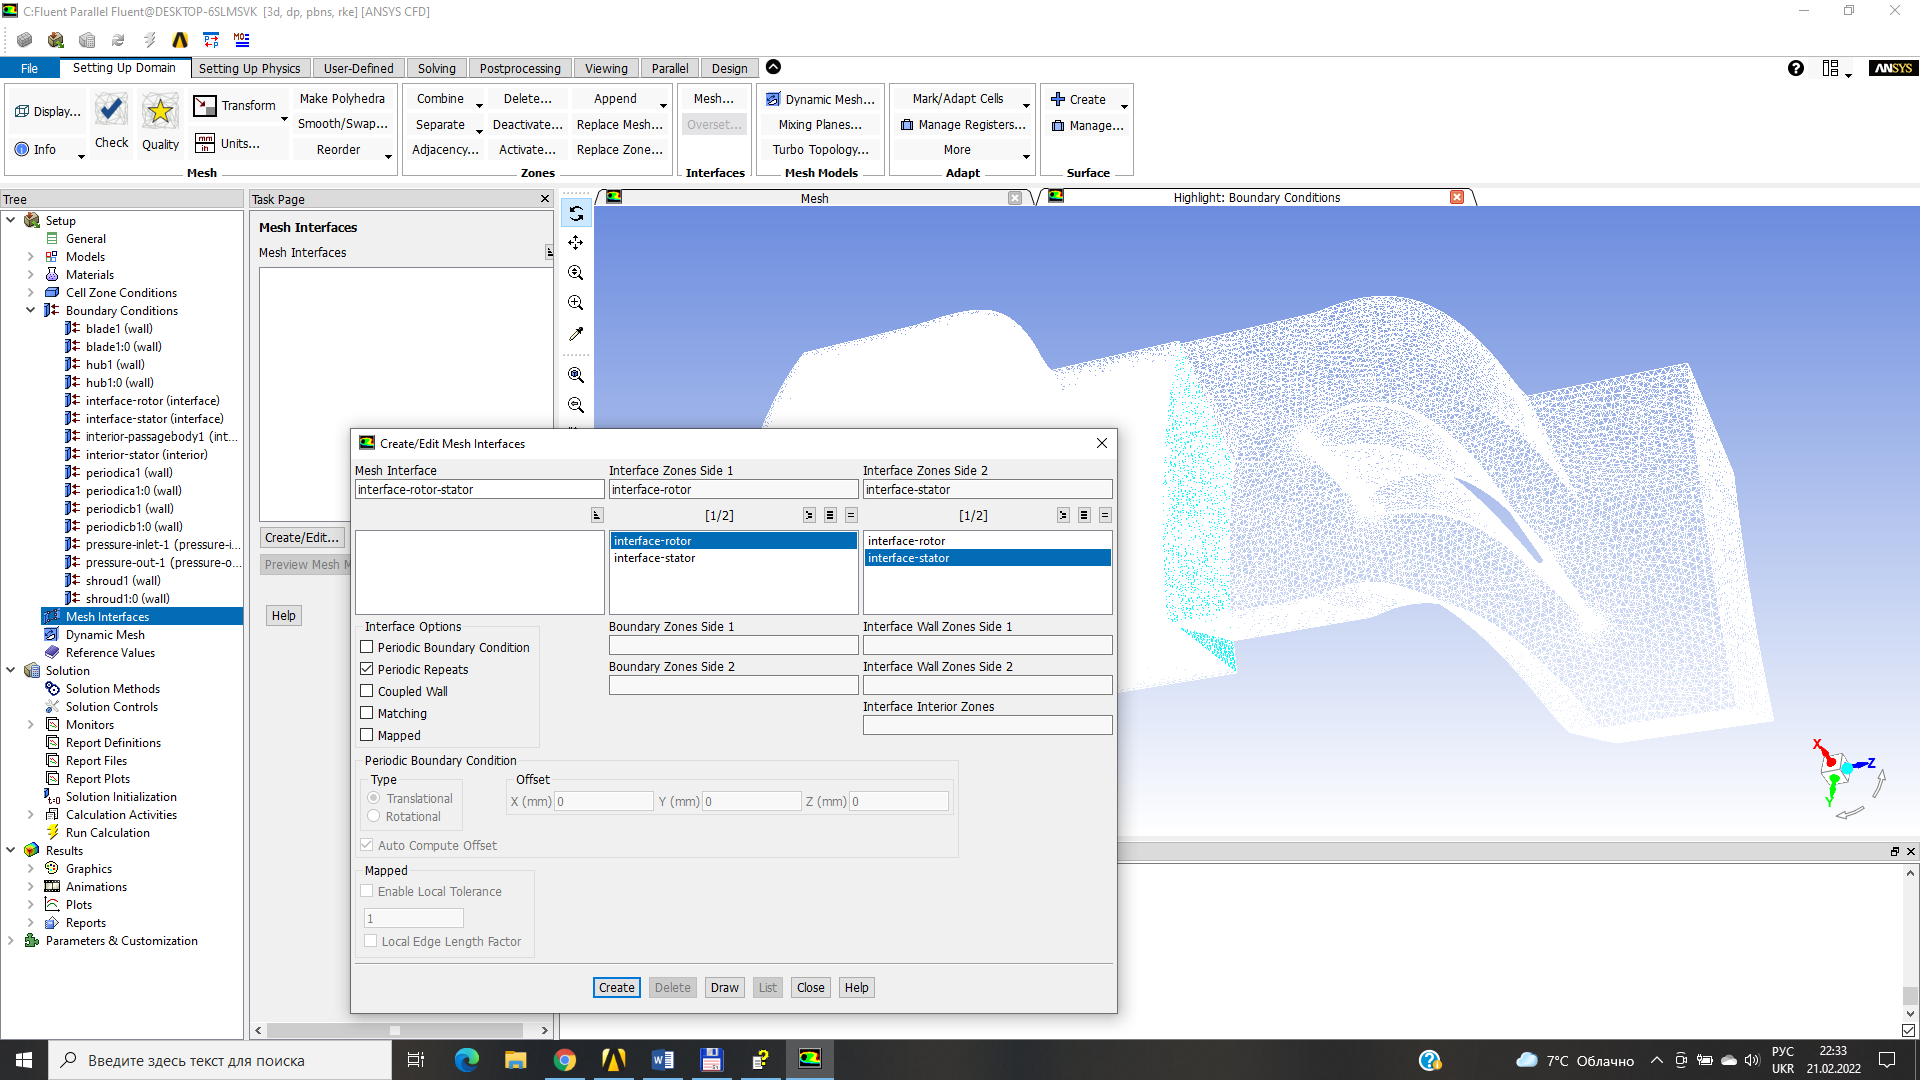 C:Fluent Parallel Fluent@DESKTOP-6SLMSVK [3d, dp, pbns, rke] [ANSYS CFD]
File
Setting Up Domain
Setting Up Physics
User-Defined
Solving
Postprocessing
Viewing
Parallel
Design
ANSYS
Display...
Info
Check
Quality
Transform
Units...
Make Polyhedra
Smooth/Swap...
Reorder
Mesh
Combine
Separate
Adjacency...
Delete...
Deactivate...
Activate...
Append
Replace Mesh...
Replace Zone...
Zones
Mesh...
Overset...
Interfaces
Dynamic Mesh...
Mixing Planes...
Turbo Topology...
Mesh Models
Mark/Adapt Cells
Manage Registers...
More
Adapt
Create
Manage...
Surface
Tree
Setup
General
Models
Materials
Cell Zone Conditions
Boundary Conditions
blade1 (wall)
blade1:0 (wall)
hub1 (wall)
hub1:0 (wall)
interface-rotor (interface)
interface-stator (interface)
interior-passagebody1 (int...
interior-stator (interior)
periodica1 (wall)
periodica1:0 (wall)
periodicb1 (wall)
periodicb1:0 (wall)
pressure-inlet-1 (pressure-i...
pressure-out-1 (pressure-o...
shroud1 (wall)
shroud1:0 (wall)
Mesh Interfaces
Dynamic Mesh
Reference Values
Solution
Solution Methods
Solution Controls
Monitors
Report Definitions
Report Files
Report Plots
Solution Initialization
Calculation Activities
Run Calculation
Results
Graphics
Animations
Plots
Reports
Parameters & Customization
Task Page
Mesh Interfaces
Mesh Interfaces
Create/Edit...
Preview Mesh M
Help
Mesh
Highlight: Boundary Conditions
X
Y
Z
Create/Edit Mesh Interfaces
Mesh Interface
Interface Zones Side 1
Interface Zones Side 2
interface-rotor-stator
interface-rotor
interface-stator
[1/2]
[1/2]
interface-rotor
interface-stator
interface-rotor
interface-stator
Interface Options
Periodic Boundary Condition
Periodic Repeats
Coupled Wall
Matching
Mapped
Boundary Zones Side 1
Interface Wall Zones Side 1
Boundary Zones Side 2
Interface Wall Zones Side 2
Interface Interior Zones
Periodic Boundary Condition
Type
Translational
Rotational
Offset
X (mm) 0
Y (mm) 0
Z (mm) 0
Auto Compute Offset
Mapped
Enable Local Tolerance
1
Local Edge Length Factor
Create
Delete
Draw
List
Close
Help
Введите здесь текст для поиска
7°C Облачно
РУС
UKR
22:33
21.02.2022